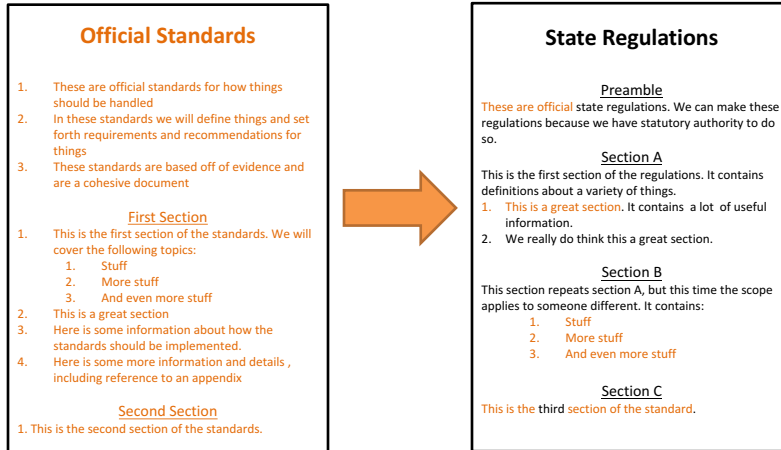 Official Standards
1. These are official standards for how things
should be handled
2. In these standards we will define things and set
forth requirements and recommendations for
things
3. These standards are based off of evidence and
are a cohesive document
First Section
1. This is the first section of the standards. We will
cover the following topics:
1. Stuff
2. More stuff
3. And even more stuff
2. This is a great section
3. Here is some information about how the
standards should be implemented.
4. Here is some more information and details ,
including reference to an appendix
Second Section
1. This is the second section of the standards.
State Regulations
Preamble
These are official state regulations. We can make these
regulations because we have statutory authority to do
so.
Section A
This is the first section of the regulations. It contains
definitions about a variety of things.
1. This is a great section. It contains a lot of useful
information.
2. We really do think this a great section.
Section B
This section repeats section A, but this time the scope
applies to someone different. It contains:
1. Stuff
2. More stuff
3. And even more stuff
Section C
This is the third section of the standard.